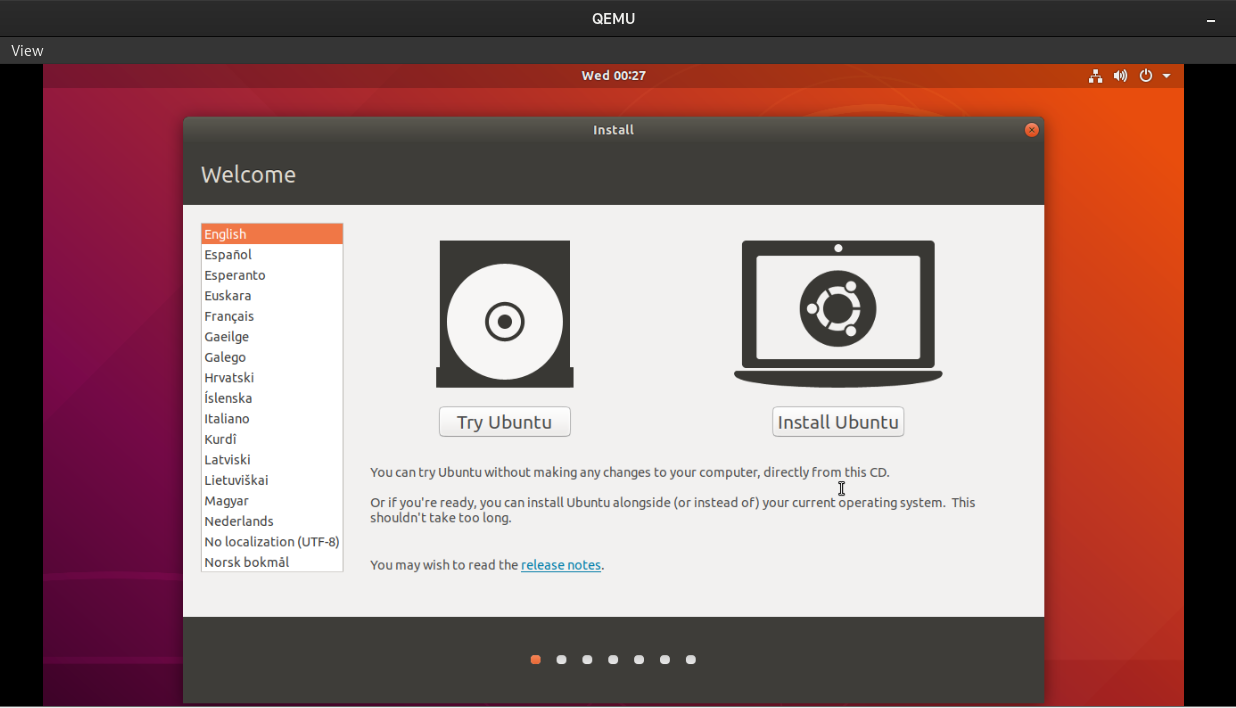 QEMU
View
Wed 00:27
Install
Welcome
English
Español
Esperanto
Euskara
Français
Gaeilge
Galego
Hrvatski
Íslenska
Italiano
Kurdî
Latviski
Lietuviškai
Magyar
Nederlands
No localization (UTF-8)
Norsk bokmål
Try Ubuntu
Install Ubuntu
You can try Ubuntu without making any changes to your computer, directly from this CD.
Or if you're ready, you can install Ubuntu alongside (or instead of) your current operating system. This
shouldn't take too long.
You may wish to read the release notes.